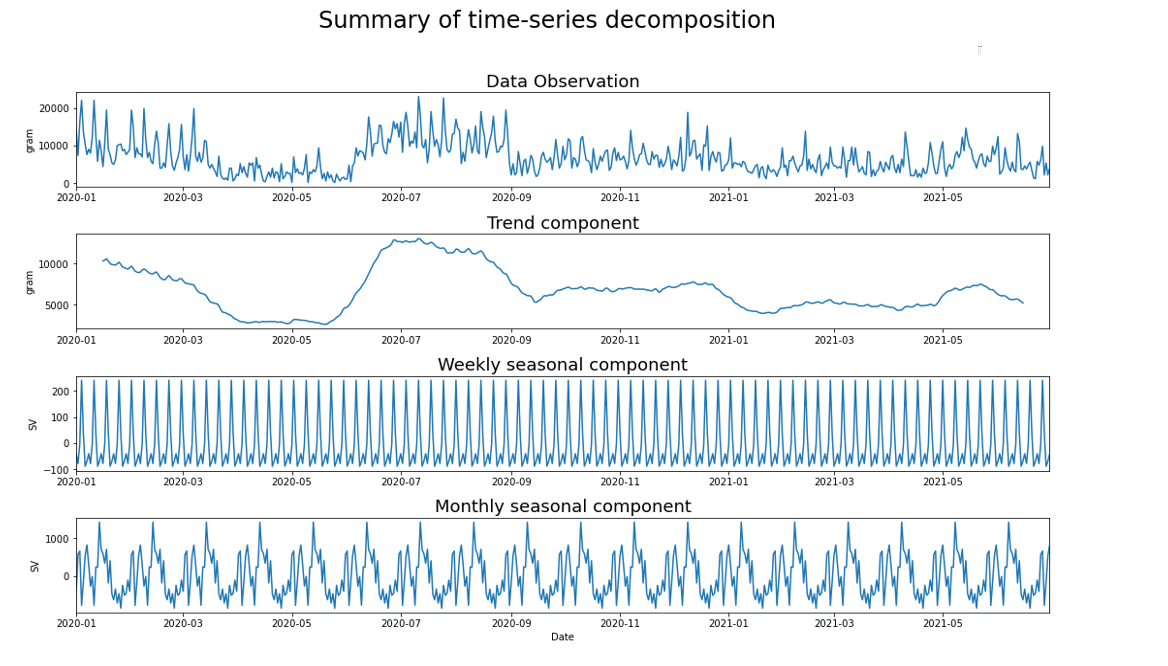 Summary of time-series decomposition
Data Observation
gram
20000
10000
0
2020-01 2020-03 2020-05 2020-07 2020-09 2020-11 2021-01 2021-03 2021-05
Trend component
gram
10000
5000
2020-01 2020-03 2020-05 2020-07 2020-09 2020-11 2021-01 2021-03 2021-05
Weekly seasonal component
SV
200
100
0
−100
2020-01 2020-03 2020-05 2020-07 2020-09 2020-11 2021-01 2021-03 2021-05
Monthly seasonal component
SV
1000
0
2020-01 2020-03 2020-05 2020-07 2020-09 2020-11 2021-01 2021-03 2021-05
Date